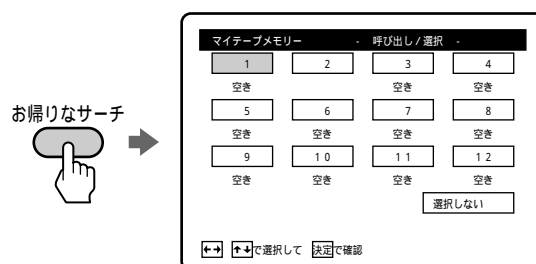 お帰りなサーチ
マイテープメモリー - 呼び出し / 選択 -
1 2 3 4
空き 空き 空き
5 6 7 8
空き 空き 空き 空き
9 10 11 12
空き 空き 空き 空き
選択しない
←→ ↑↓で選択して 決定で確認